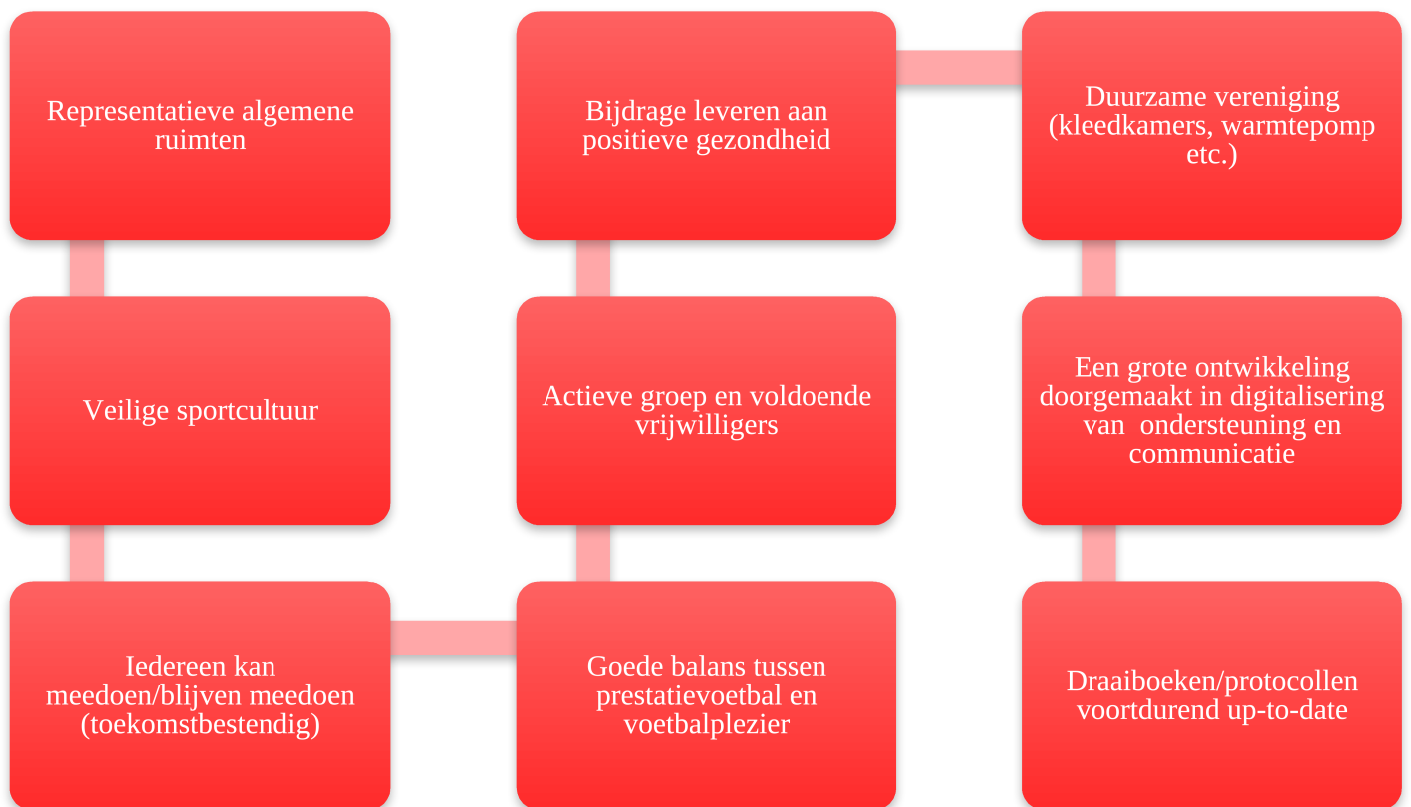 Representatieve algemene
ruimten
Veilige sportcultuur
Iedereen kan
meedoen/blijven meedoen
(toekomstbestendig)
Goede balans tussen
prestatievoetbal en
voetbalplezier
Actieve groep en voldoende
vrijwilligers
Bijdrage leveren aan
positieve gezondheid
Duurzame vereniging
(kleedkamers, warmtepomp
etc.)
Een grote ontwikkeling
doorgemaakt in digitalisering
van  ondersteuning en
communicatie
Draaiboeken/protocollen
voortdurend up-to-date